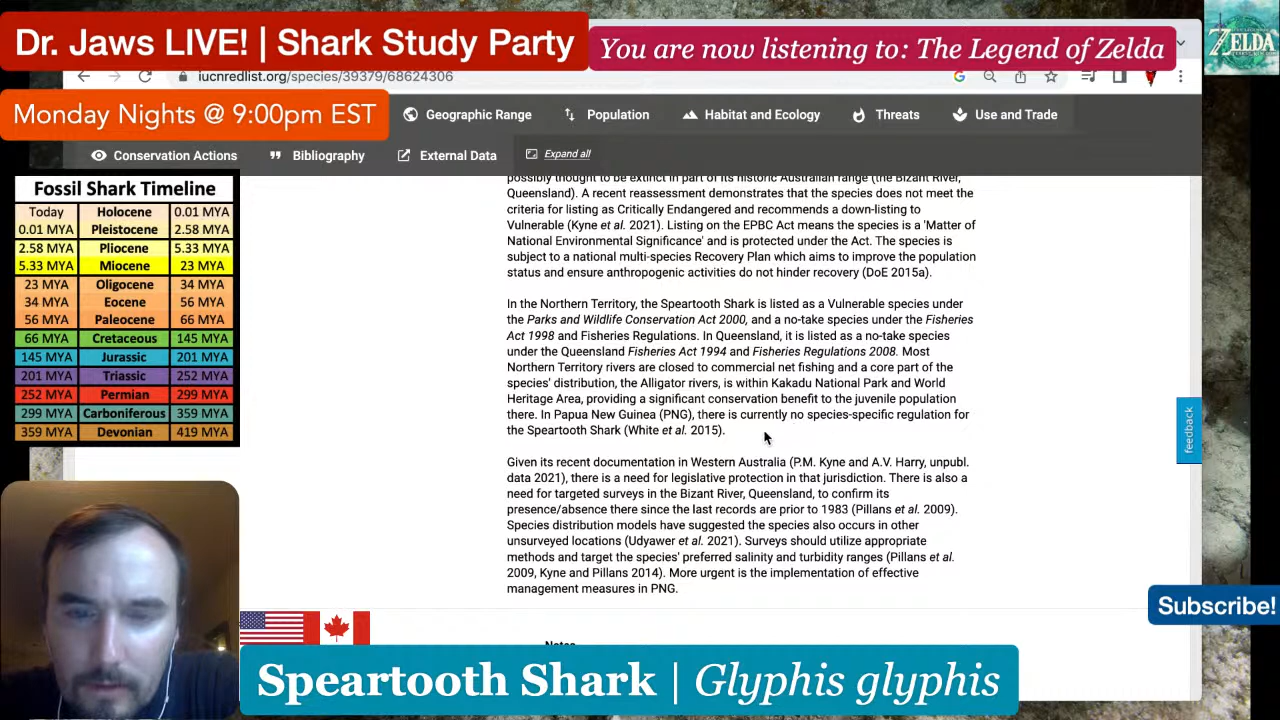 Dr. Jaws LIVE! | Shark Study Party
You are now listening to: The Legend of Zelda
ZELDA
iucnredlist.org/species/39379/68624306
Monday Nights @ 9:00pm EST
Geographic Range
Population
Habitat and Ecology
Threats
Use and Trade
Conservation Actions
Bibliography
External Data
Expand all
Fossil Shark Timeline
Today Holocene 0.01 MYA
0.01 MYA Pleistocene 2.58 MYA
2.58 MYA Pliocene 5.33 MYA
5.33 MYA Miocene 23 MYA
23 MYA Oligocene 34 MYA
34 MYA Eocene 56 MYA
56 MYA Paleocene 66 MYA
66 MYA Cretaceous 145 MYA
145 MYA Jurassic 201 MYA
201 MYA Triassic 252 MYA
252 MYA Permian 299 MYA
299 MYA Carboniferous 359 MYA
359 MYA Devonian 419 MYA
possibly thought to be extinct in part of its historic Australian range (the Bizant River,
Queensland). A recent reassessment demonstrates that the species does not meet the
criteria for listing as Critically Endangered and recommends a down-listing to
Vulnerable (Kyne et al. 2021). Listing on the EPBC Act means the species is a 'Matter of
National Environmental Significance' and is protected under the Act. The species is
subject to a national multi-species Recovery Plan which aims to improve the population
status and ensure anthropogenic activities do not hinder recovery (DoE 2015a).
In the Northern Territory, the Speartooth Shark is listed as a Vulnerable species under
the Parks and Wildlife Conservation Act 2000, and a no-take species under the Fisheries
Act 1998 and Fisheries Regulations. In Queensland, it is listed as a no-take species
under the Queensland Fisheries Act 1994 and Fisheries Regulations 2008. Most
Northern Territory rivers are closed to commercial net fishing and a core part of the
species' distribution, the Alligator rivers, is within Kakadu National Park and World
Heritage Area, providing a significant conservation benefit to the juvenile population
there. In Papua New Guinea (PNG), there is currently no species-specific regulation for
the Speartooth Shark (White et al. 2015).
Given its recent documentation in Western Australia (P.M. Kyne and A.V. Harry, unpubl.
data 2021), there is a need for legislative protection in that jurisdiction. There is also a
need for targeted surveys in the Bizant River, Queensland, to confirm its
presence/absence there since the last records are prior to 1983 (Pillans et al. 2009).
Species distribution models have suggested the species also occurs in other
unsurveyed locations (Udyawer et al. 2021). Surveys should utilize appropriate
methods and target the species' preferred salinity and turbidity ranges (Pillans et al.
2009, Kyne and Pillans 2014). More urgent is the implementation of effective
management measures in PNG.
feedback
Subscribe!
Notes
Speartooth Shark | Glyphis glyphis